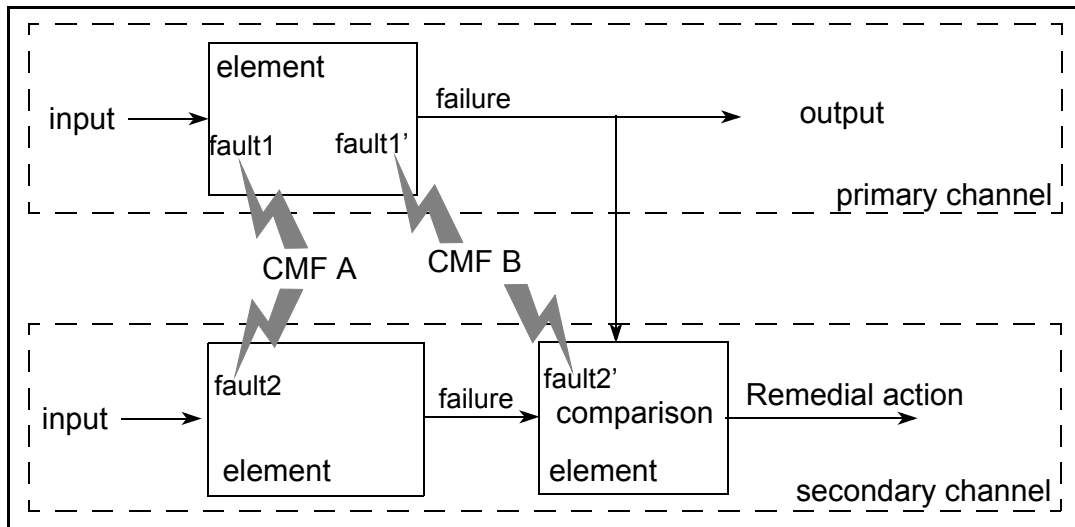 element
failure
input
output
fault1
fault1’
primary channel
CMF A
CMF B
fault2
fault2’
failure
Remedial action
input
comparison
element
element
secondary channel